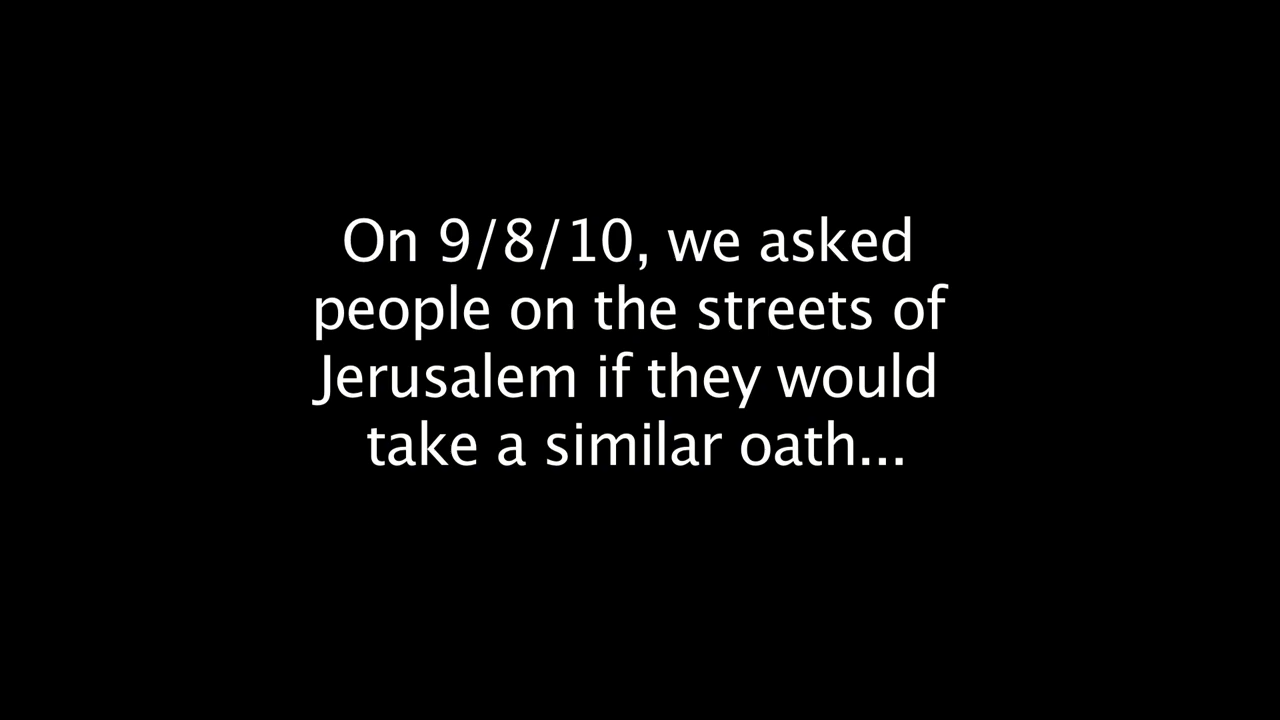 On 9/8/10, we asked
people on the streets of
Jerusalem if they would
take a similar oath...